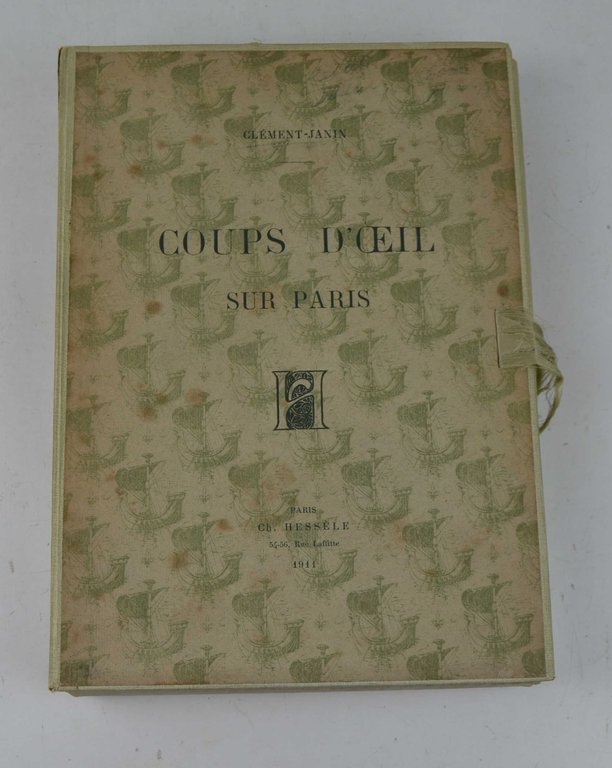 CLÉMENT-JANIN
COUPS D'ŒIL
SUR PARIS
H
PARIS
Ch. HESSÈLE
54-56, Rue Laffitte
1911